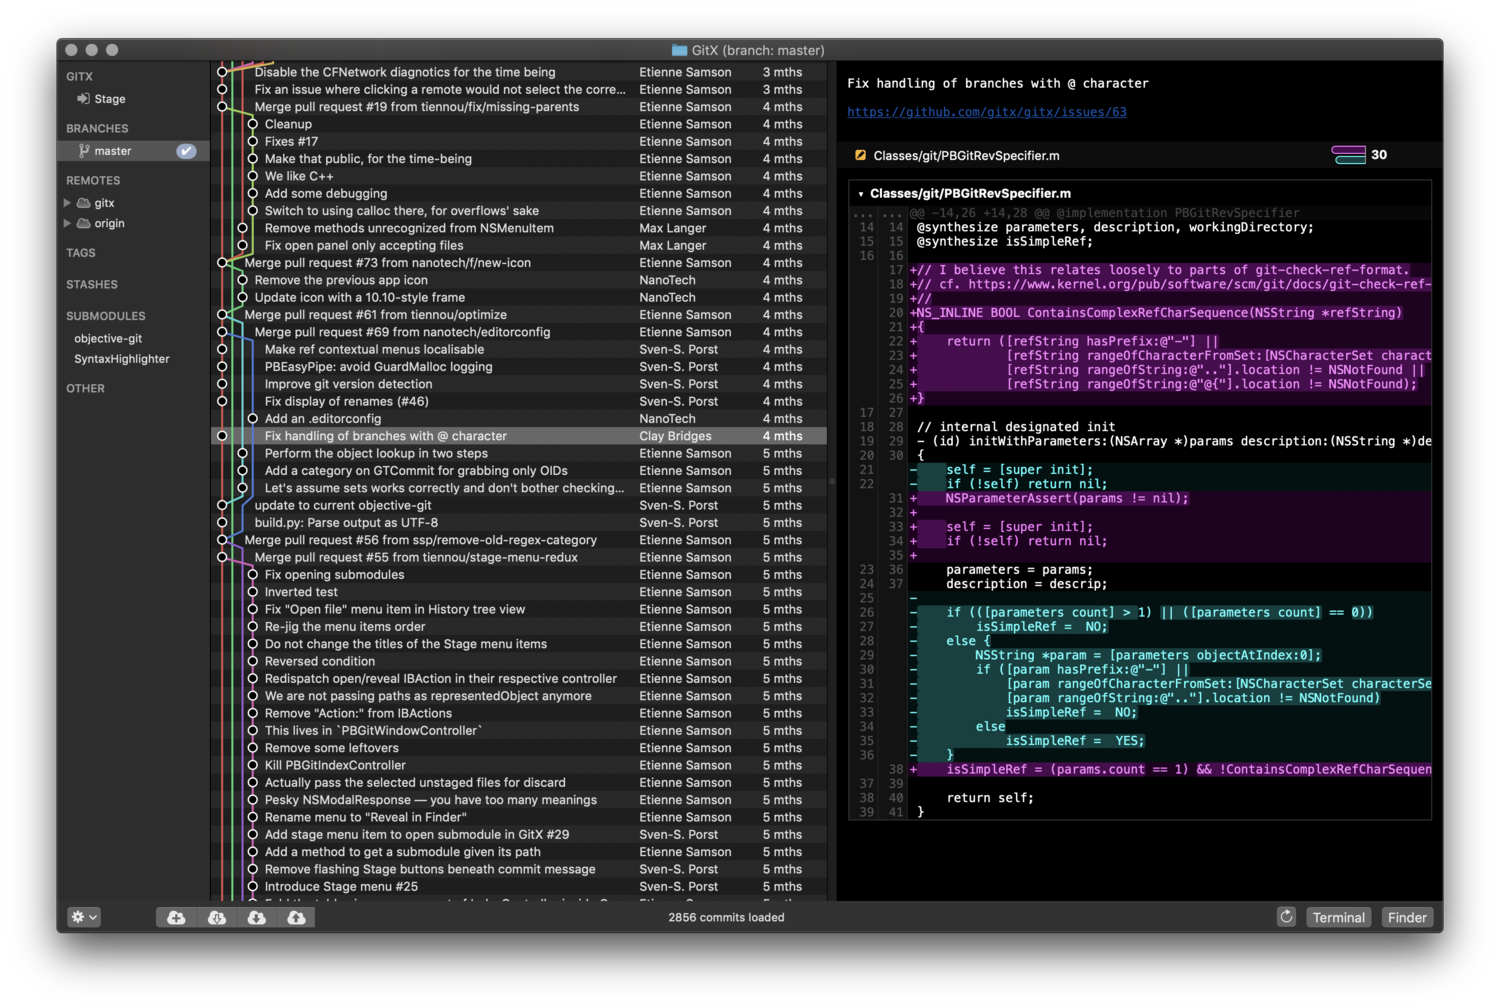 GitX (branch: master)
GITX
Stage
BRANCHES
master
REMOTES
gitx
origin
TAGS
STASHES
SUBMODULES
objective-git
SyntaxHighlighter
OTHER
Disable the CFNetwork diagnostics for the time being Etienne Samson 3 mths
Fix an issue where clicking a remote would not select the corre... Etienne Samson 3 mths
Merge pull request #19 from tiennou/fix/missing-parents Etienne Samson 4 mths
Cleanup Etienne Samson 4 mths
Fixes #17 Etienne Samson 4 mths
Make that public, for the time-being Etienne Samson 4 mths
We like C++ Etienne Samson 4 mths
Add some debugging Etienne Samson 4 mths
Switch to using calloc there, for overflows' sake Etienne Samson 4 mths
Remove methods unrecognized from NSMenuItem Max Langer 4 mths
Fix open panel only accepting files Max Langer 4 mths
Merge pull request #73 from nanotech/f/new-icon Etienne Samson 4 mths
Remove the previous app icon NanoTech 4 mths
Update icon with a 10.10-style frame NanoTech 4 mths
Merge pull request #61 from tiennou/optimize Etienne Samson 4 mths
Merge pull request #69 from nanotech/editorconfig Etienne Samson 4 mths
Make ref contextual menus localisable Sven-S. Porst 4 mths
PBEasyPipe: avoid GuardMalloc logging Sven-S. Porst 4 mths
Improve git version detection Sven-S. Porst 4 mths
Fix display of renames (#46) Sven-S. Porst 4 mths
Add an .editorconfig NanoTech 4 mths
Fix handling of branches with @ character Clay Bridges 4 mths
Perform the object lookup in two steps Etienne Samson 5 mths
Add a category on GTCommit for grabbing only OIDs Etienne Samson 5 mths
Let's assume sets works correctly and don't bother checking... Etienne Samson 5 mths
update to current objective-git Sven-S. Porst 5 mths
build.py: Parse output as UTF-8 Sven-S. Porst 5 mths
Merge pull request #56 from ssp/remove-old-regex-category Etienne Samson 5 mths
Merge pull request #55 from tiennou/stage-menu-redux Etienne Samson 5 mths
Fix opening submodules Etienne Samson 5 mths
Inverted test Etienne Samson 5 mths
Fix "Open file" menu item in History tree view Etienne Samson 5 mths
Re-jig the menu items order Etienne Samson 5 mths
Do not change the titles of the Stage menu items Etienne Samson 5 mths
Reversed condition Etienne Samson 5 mths
Redispatch open/reveal IBAction in their respective controller Etienne Samson 5 mths
We are not passing paths as representedObject anymore Etienne Samson 5 mths
Remove "Action:" from IBActions Etienne Samson 5 mths
This lives in `PBGitWindowController` Etienne Samson 5 mths
Remove some leftovers Etienne Samson 5 mths
Kill PBGitIndexController Etienne Samson 5 mths
Actually pass the selected unstaged files for discard Etienne Samson 5 mths
Pesky NSModalResponse — you have too many meanings Etienne Samson 5 mths
Rename menu to "Reveal in Finder" Etienne Samson 5 mths
Add stage menu item to open submodule in GitX #29 Sven-S. Porst 5 mths
Add a method to get a submodule given its path Etienne Samson 5 mths
Remove flashing Stage buttons beneath commit message Sven-S. Porst 5 mths
Introduce Stage menu #25 Sven-S. Porst 5 mths
Fix handling of branches with @ character
https://github.com/gitx/gitx/issues/63
Classes/git/PBGitRevSpecifier.m 30
Classes/git/PBGitRevSpecifier.m
... ... @@ -14,26 +14,28 @@ @implementation PBGitRevSpecifier
14 14 @synthesize parameters, description, workingDirectory;
15 15 @synthesize isSimpleRef;
16 16
17 +// I believe this relates loosely to parts of git-check-ref-format.
18 +// cf. https://www.kernel.org/pub/software/scm/git/docs/git-check-ref-
19 +//
20 +NS_INLINE BOOL ContainsComplexRefCharSequence(NSString *refString)
21 +{
22 + return ([refString hasPrefix:@"-"] ||
23 + [refString rangeOfCharacterFromSet:[NSCharacterSet charact
24 + [refString rangeOfString:@".."].location != NSNotFound ||
25 + [refString rangeOfString:@"@{"].location != NSNotFound);
26 +}
17 27
18 28 // internal designated init
19 29 - (id) initWithParameters:(NSArray *)params description:(NSString *)de
20 30 {
21 - self = [super init];
22 - if (!self) return nil;
31 + NSParameterAssert(params != nil);
32 +
33 + self = [super init];
34 + if (!self) return nil;
35 +
23 36 parameters = params;
24 37 description = descrip;
25 -
26 - if (([parameters count] > 1) || ([parameters count] == 0))
27 - isSimpleRef = NO;
28 - else {
29 - NSString *param = [parameters objectAtIndex:0];
30 - if ([param hasPrefix:@"-"] ||
31 - [param rangeOfCharacterFromSet:[NSCharacterSet characterSe
32 - [param rangeOfString:@".."].location != NSNotFound)
33 - isSimpleRef = NO;
34 - else
35 - isSimpleRef = YES;
36 - }
38 + isSimpleRef = (params.count == 1) && !ContainsComplexRefCharSequen
37 39
38 40 return self;
39 41 }
2856 commits loaded
Terminal
Finder